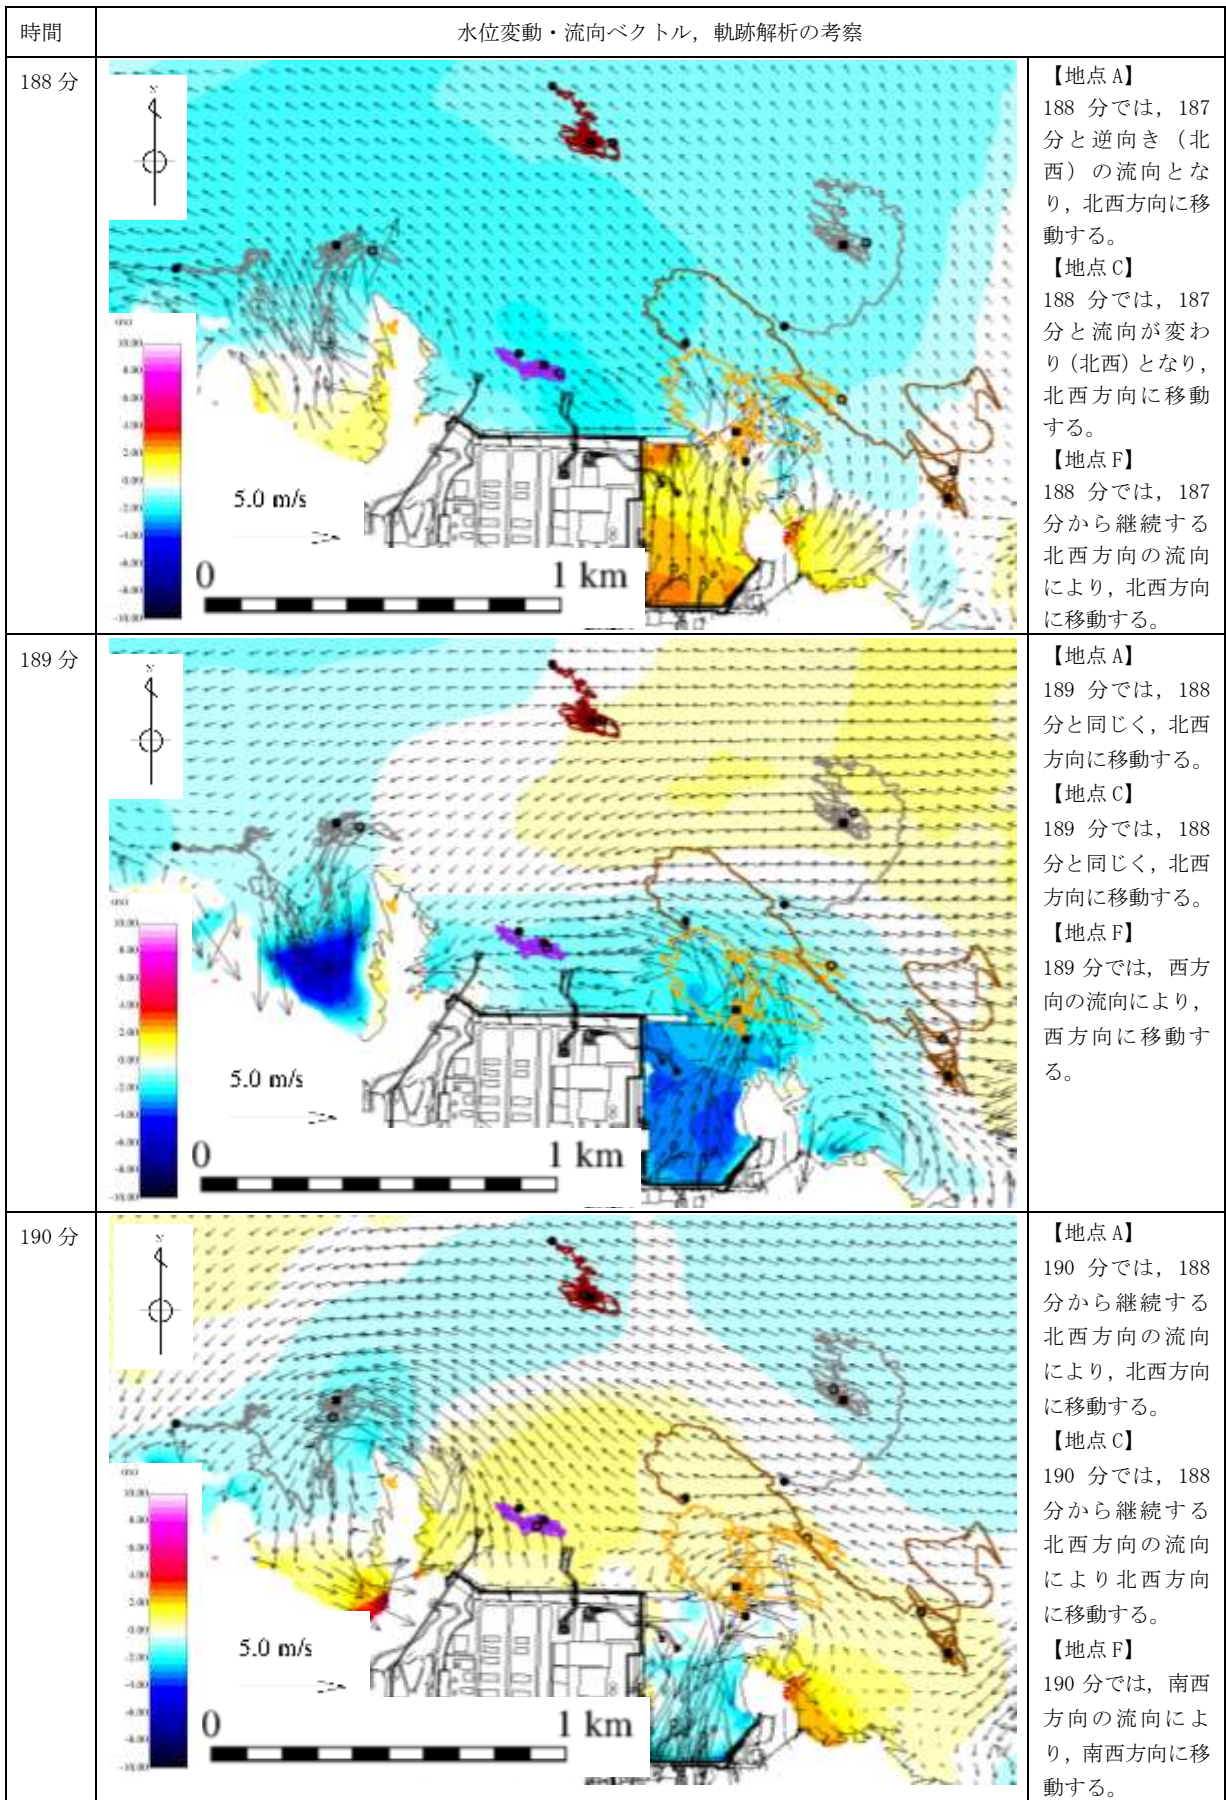 時間
水位変動・流向ベクトル，軌跡解析の考察
188 分
N
5.0 m/s
0
1 km
【地点 A】
188 分では，187
分と逆向き（北
西）の流向とな
り，北西方向に移
動する。
【地点 C】
188 分では，187
分と流向が変わ
り（北西）となり，
北西方向に移動
する。
【地点 F】
188 分では，187
分から継続する
北西方向の流向
により，北西方向
に移動する。
189 分
N
5.0 m/s
0
1 km
【地点 A】
189 分では，188
分と同じく，北西
方向に移動する。
【地点 C】
189 分では，188
分と同じく，北西
方向に移動する。
【地点 F】
189 分では，西方
向の流向により，
西方向に移動す
る。
190 分
N
5.0 m/s
0
1 km
【地点 A】
190 分では，188
分から継続する
北西方向の流向
により，北西方向
に移動する。
【地点 C】
190 分では，188
分から継続する
北西方向の流向
により北西方向
に移動する。
【地点 F】
190 分では，南西
方向の流向によ
り，南西方向に移
動する。